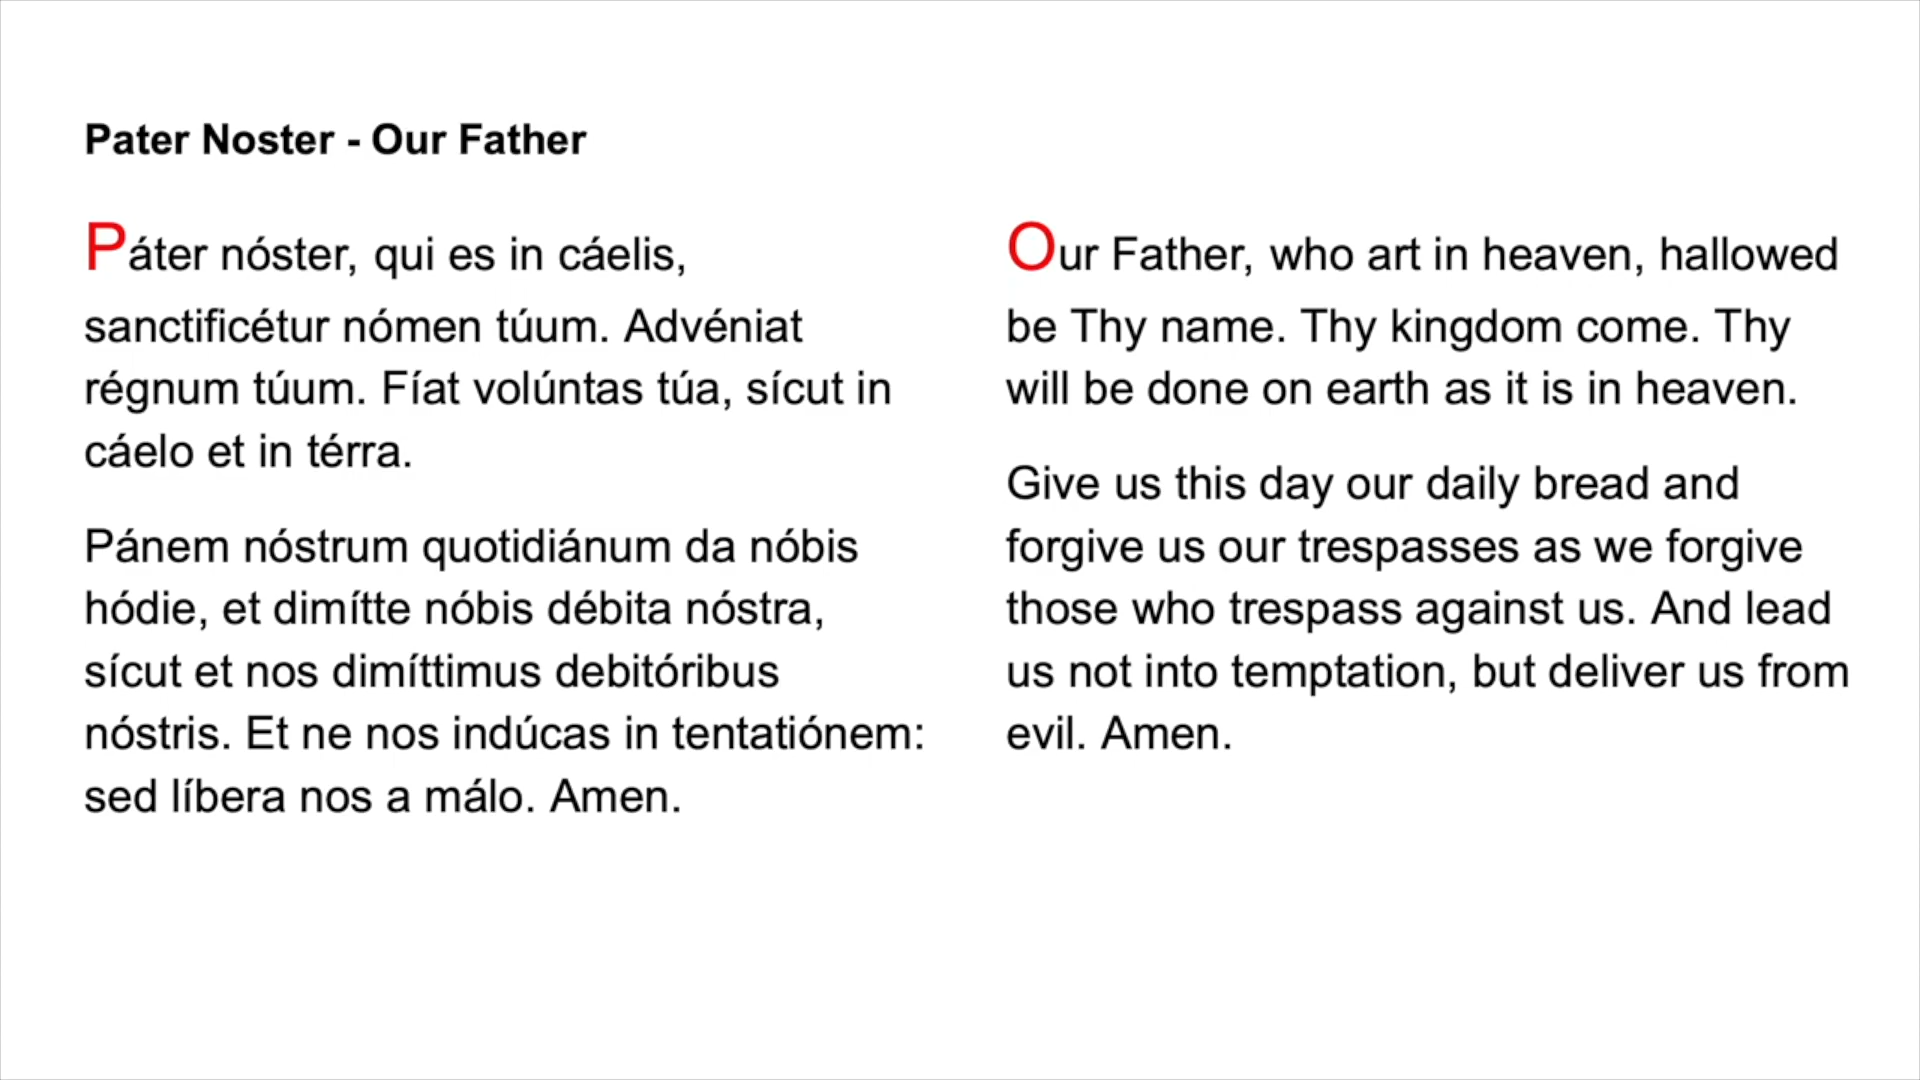 Pater Noster - Our Father
Páter nóster, qui es in cáelis,
sanctificétur nómen túum. Advéniat
régnum túum. Fíat volúntas túa, sícut in
cáelo et in térra.
Pánem nóstrum quotidiánum da nóbis
hódie, et dimítte nóbis débita nóstra,
sícut et nos dimíttimus debitóribus
nóstris. Et ne nos indúcas in tentatiónem:
sed líbera nos a málo. Amen.
Our Father, who art in heaven, hallowed
be Thy name. Thy kingdom come. Thy
will be done on earth as it is in heaven.
Give us this day our daily bread and
forgive us our trespasses as we forgive
those who trespass against us. And lead
us not into temptation, but deliver us from
evil. Amen.